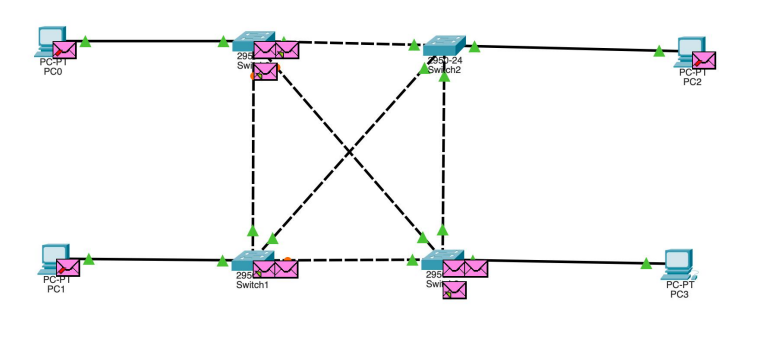 PC-PT
PC0
295
Swit
2950-24
Switch2
PC-PT
PC2
PC-PT
PC1
295
Switch1
295
Swi
PC-PT
PC3